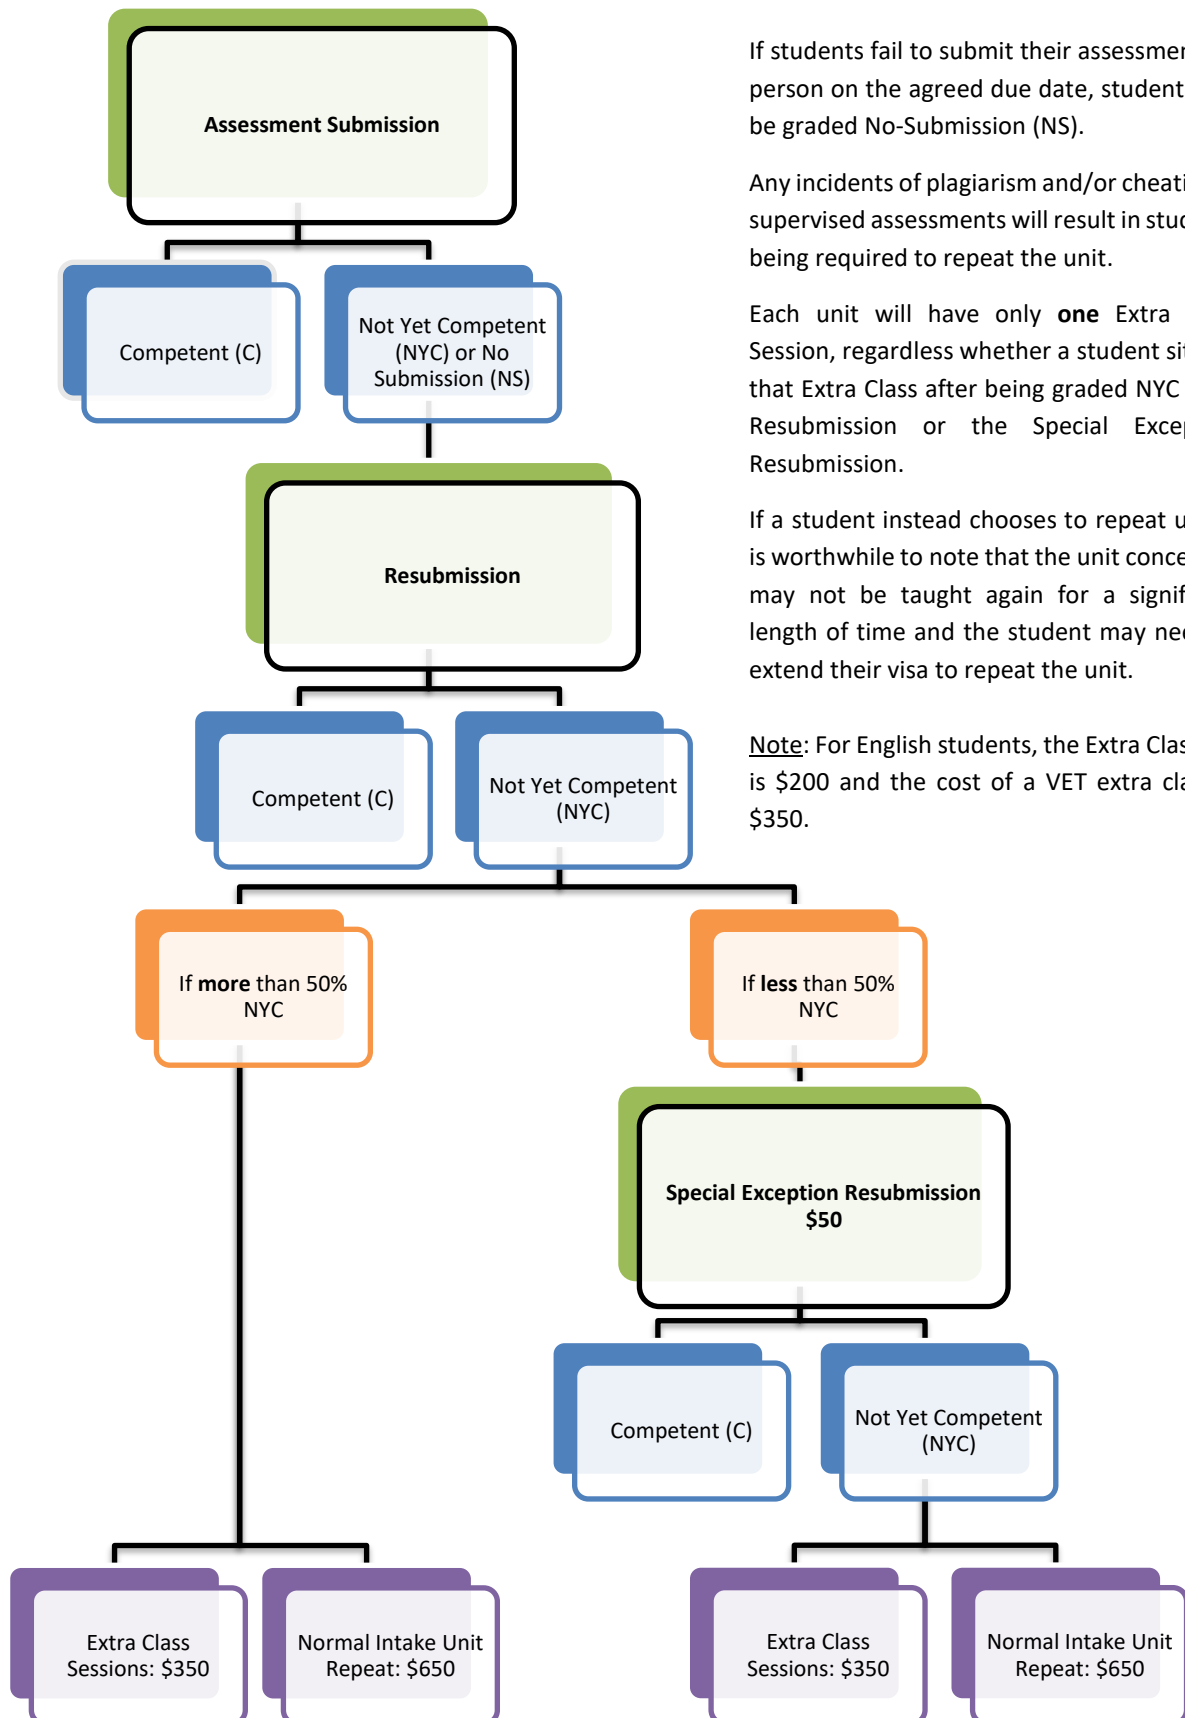 Assessment Submission
If students fail to submit their assessmen
person on the agreed due date, student
be graded No-Submission (NS).
Any incidents of plagiarism and/or cheati
supervised assessments will result in stu
being required to repeat the unit.
Each unit will have only one Extra
Session, regardless whether a student sit
that Extra Class after being graded NYC
Resubmission or the Special Excep
Resubmission.
If a student instead chooses to repeat u
is worthwhile to note that the unit conce
may not be taught again for a signif
length of time and the student may nee
extend their visa to repeat the unit.
Note: For English students, the Extra Clas
is $200 and the cost of a VET extra cla
$350.
Competent (C)
Not Yet Competent
(NYC) or No
Submission (NS)
Resubmission
Competent (C)
Not Yet Competent
(NYC)
If more than 50%
NYC
If less than 50%
NYC
Special Exception Resubmission
$50
Competent (C)
Not Yet Competent
(NYC)
Extra Class
Sessions: $350
Normal Intake Unit
Repeat: $650
Extra Class
Sessions: $350
Normal Intake Unit
Repeat: $650